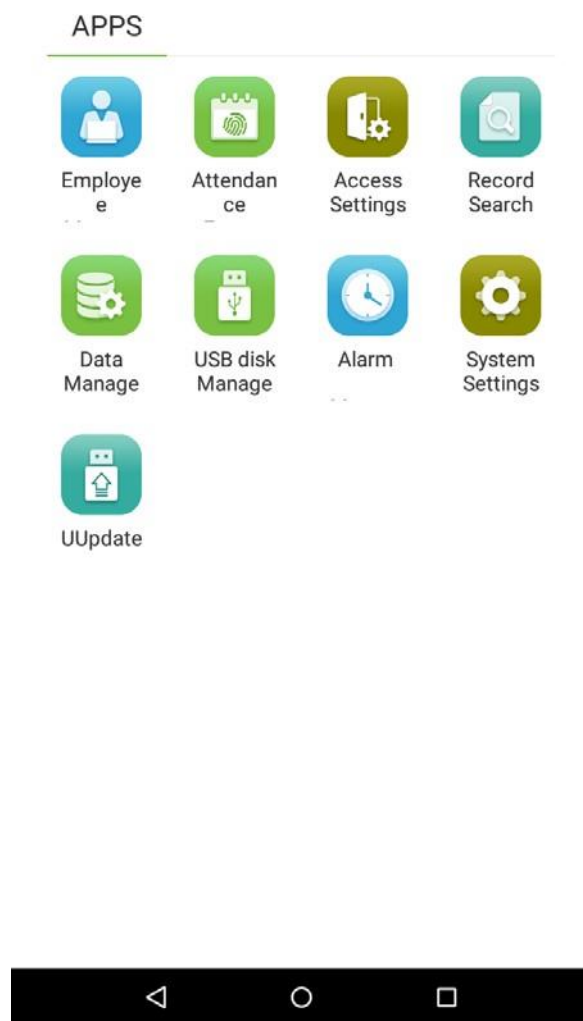 APPS
Employe
e
Attendan
ce
Access
Settings
Record
Search
Data
Manage
USB disk
Manage
Alarm
System
Settings
UUpdate